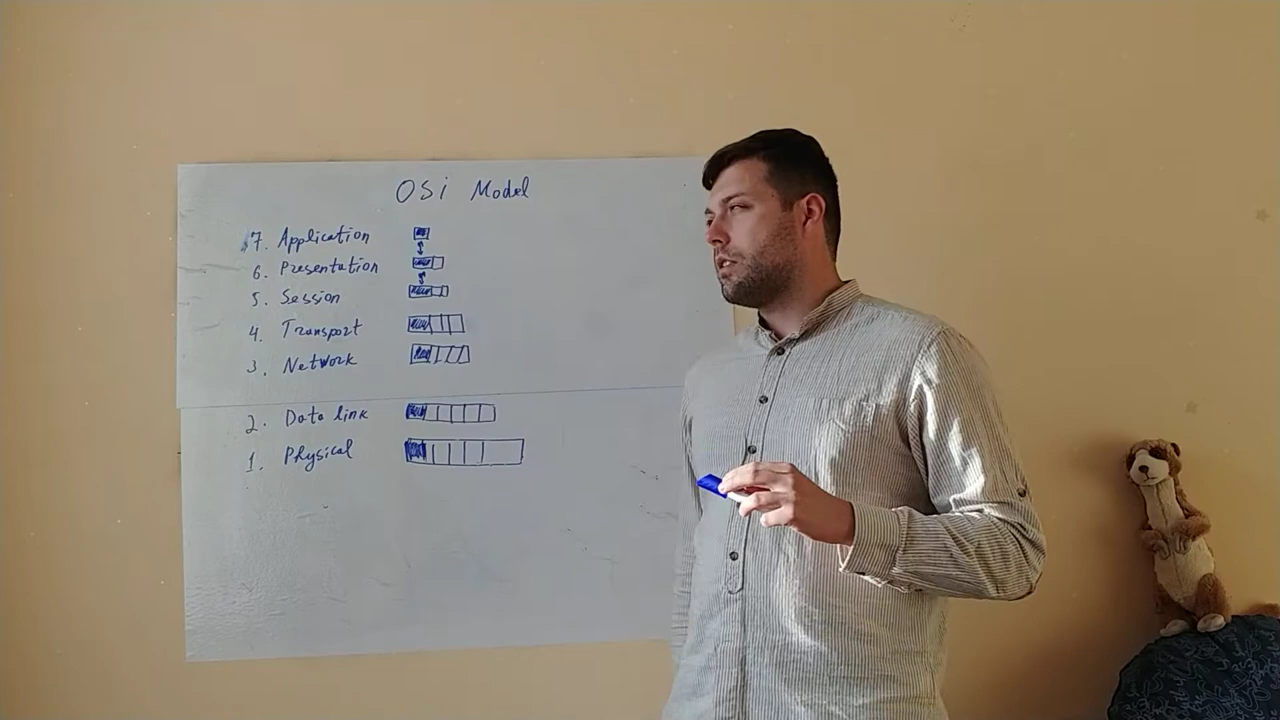 OSi Model
7. Application
6. Presentation
5. Session
4. Transport
3. Network
2. Data link
1. Physical